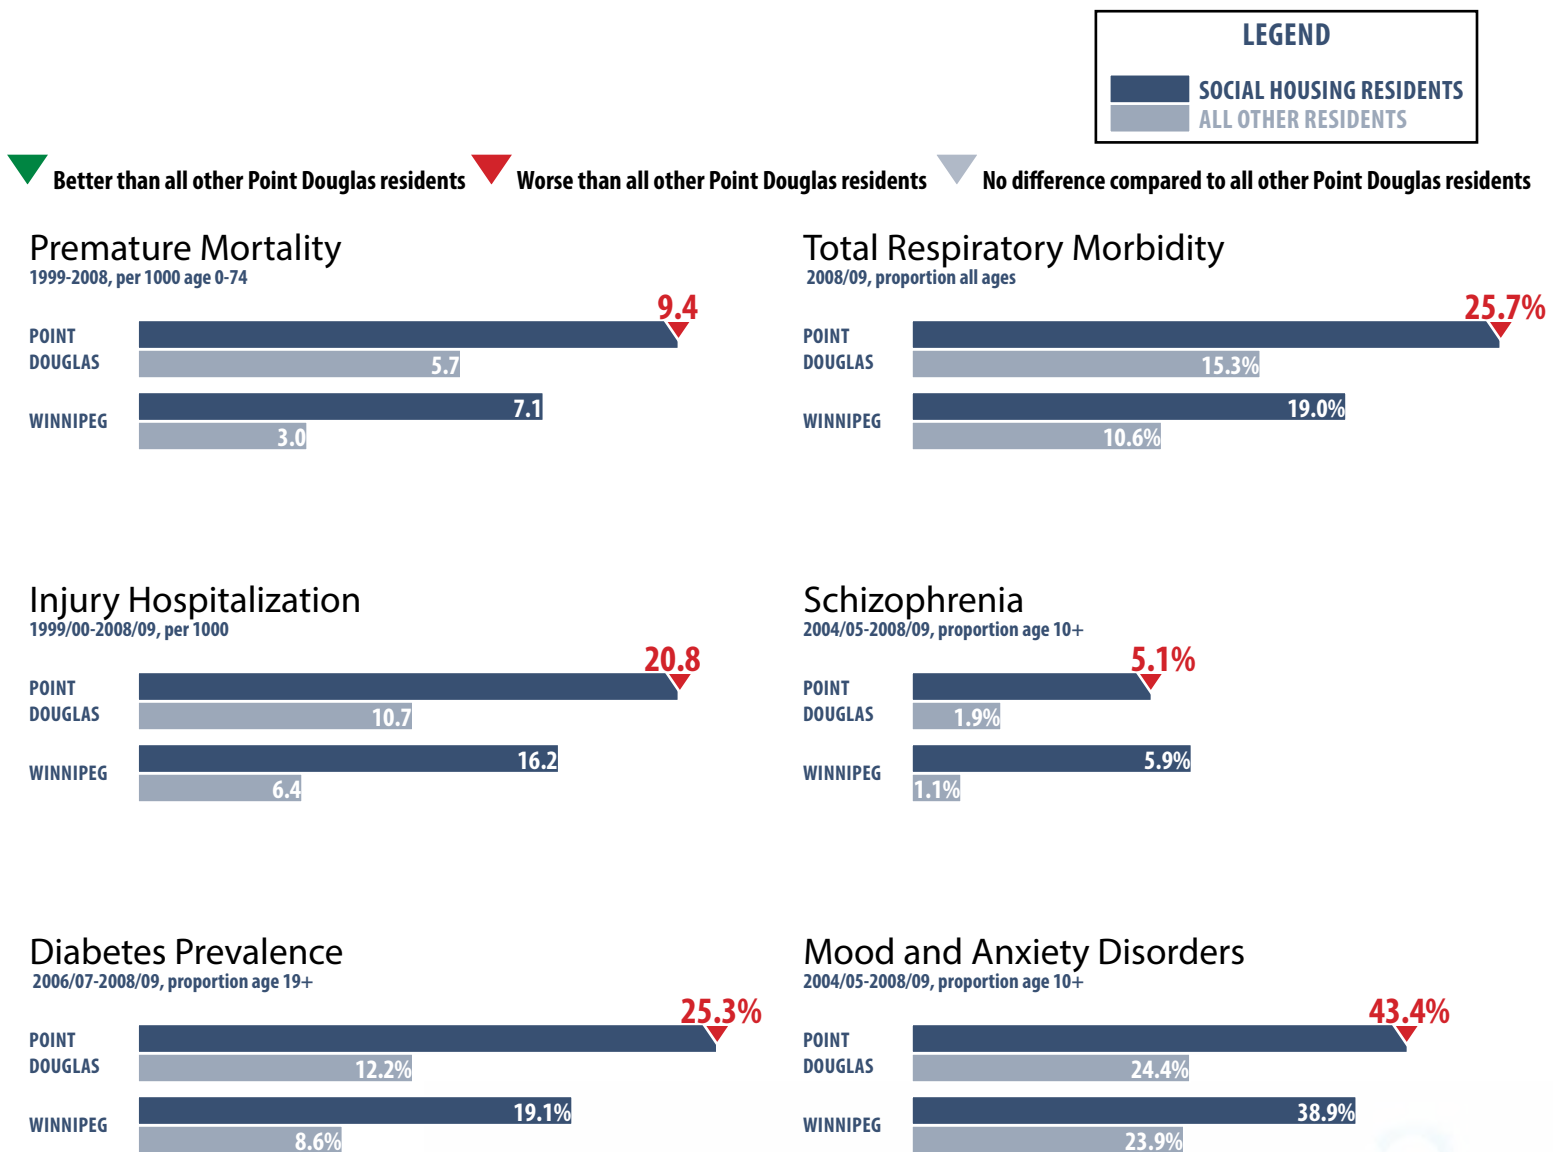 LEGEND
SOCIAL HOUSING RESIDENTS
ALL OTHER RESIDENTS
Better than all other Point Douglas residents
Worse than all other Point Douglas residents
No difference compared to all other Point Douglas residents
Premature Mortality
1999-2008, per 1000 age 0-74
9.4
POINT
DOUGLAS
5.7
WINNIPEG
7.1
3.0
Total Respiratory Morbidity
2008/09, proportion all ages
25.7%
POINT
DOUGLAS
15.3%
WINNIPEG
19.0%
10.6%
Injury Hospitalization
1999/00-2008/09, per 1000
20.8
POINT
DOUGLAS
10.7
WINNIPEG
16.2
6.4
Schizophrenia
2004/05-2008/09, proportion age 10+
5.1%
POINT
DOUGLAS
1.9%
WINNIPEG
5.9%
1.1%
Diabetes Prevalence
2006/07-2008/09, proportion age 19+
25.3%
POINT
DOUGLAS
12.2%
WINNIPEG
19.1%
8.6%
Mood and Anxiety Disorders
2004/05-2008/09, proportion age 10+
43.4%
POINT
DOUGLAS
24.4%
WINNIPEG
38.9%
23.9%